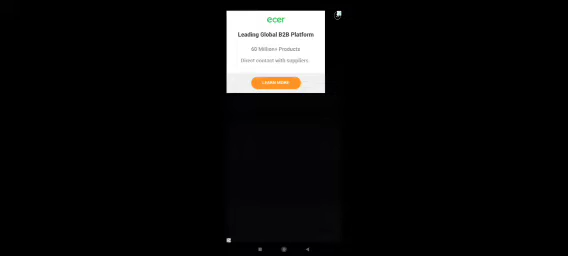 ecer
Leading Global B2B Platform
60 Million+ Products
Direct contact with suppliers
LEARN MORE